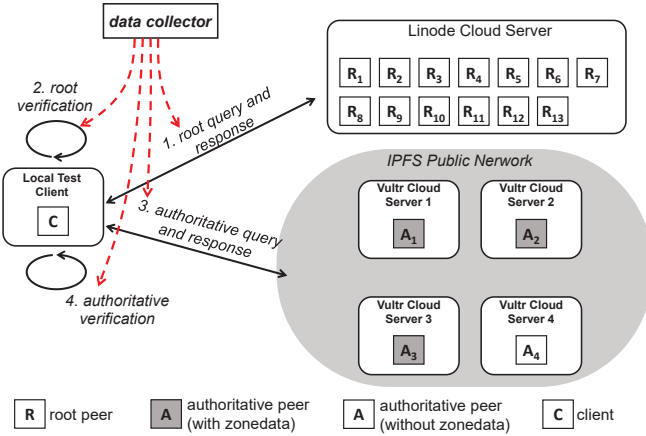 data collector
Linode Cloud Server
2. root
verification
R1 R2 R3 R4 R5 R6 R7
R8 R9 R10 R11 R12 R13
1. root query and
response
IPFS Public Network
Local Test
Client
C
Vultr Cloud
Server 1
A1
Vultr Cloud
Server 2
A2
3. authoritative query
and response
4. authoritative
verification
Vultr Cloud
Server 3
A3
Vultr Cloud
Server 4
A4
R root peer
A authoritative peer
(with zonedata)
A authoritative peer
(without zonedata)
C client